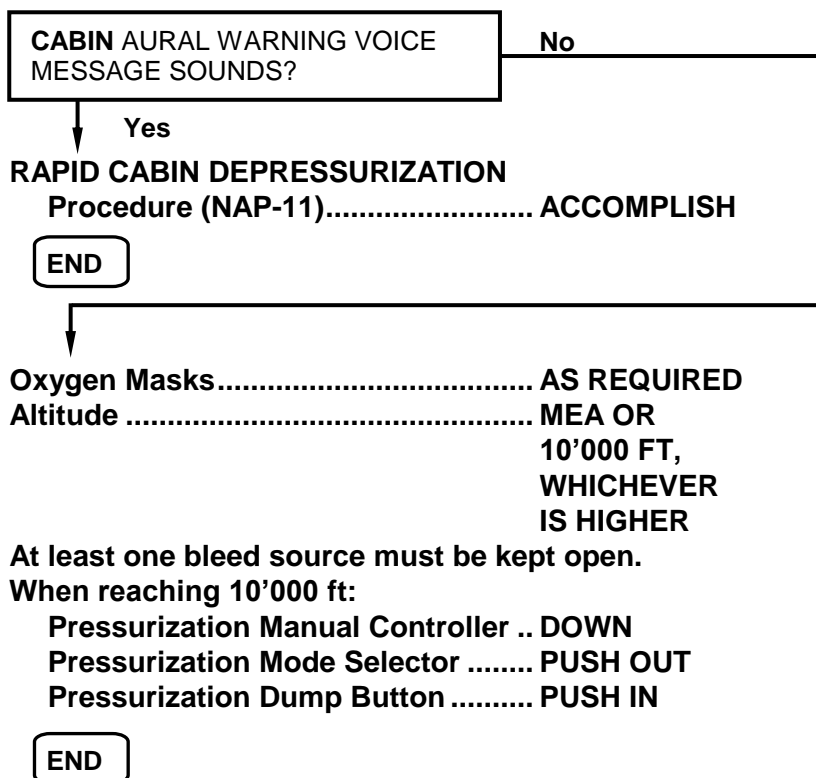 CABIN AURAL WARNING VOICE
MESSAGE SOUNDS?
No
Yes
RAPID CABIN DEPRESSURIZATION
Procedure (NAP-11)......................... ACCOMPLISH
END
Oxygen Masks...................................... AS REQUIRED
Altitude ................................................. MEA OR
10’000 FT,
WHICHEVER
IS HIGHER
At least one bleed source must be kept open.
When reaching 10’000 ft:
Pressurization Manual Controller .. DOWN
Pressurization Mode Selector ........ PUSH OUT
Pressurization Dump Button .......... PUSH IN
END